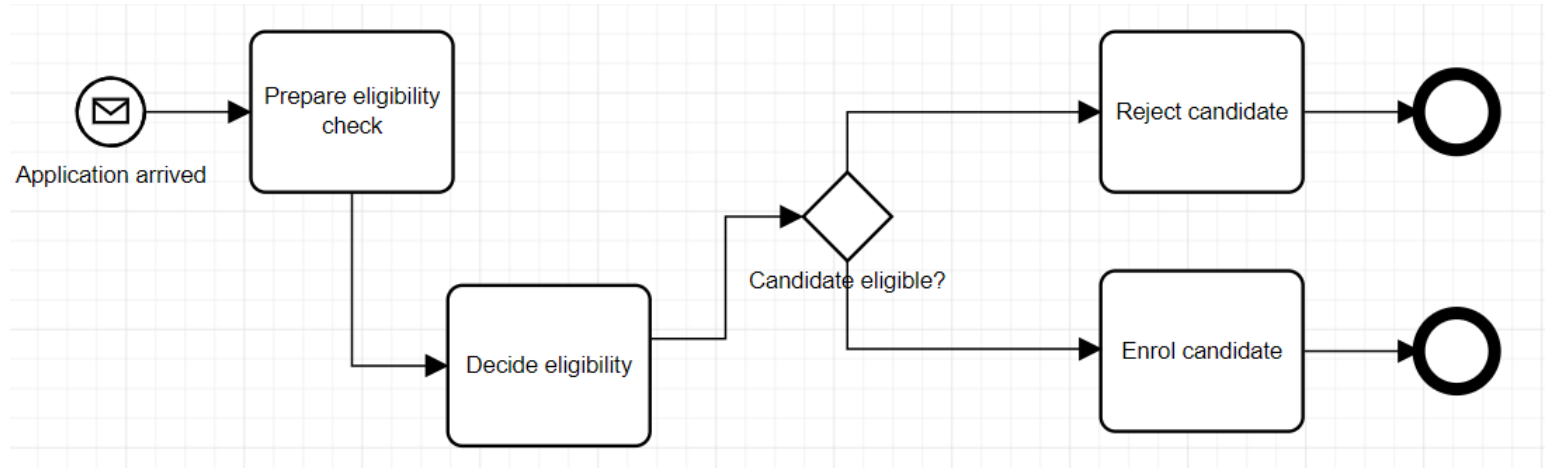 Application arrived
Prepare eligibility
check
Decide eligibility
Candidate eligible?
Reject candidate
Enrol candidate